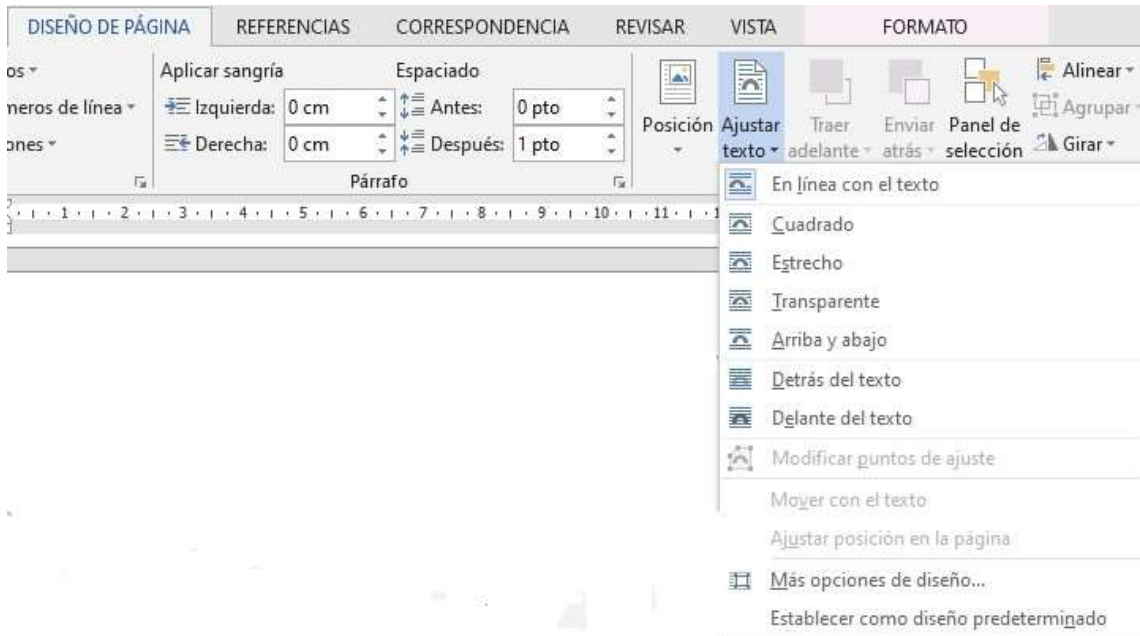 DISEÑO DE PÁGINA REFERENCIAS CORRESPONDENCIA REVISAR VISTA FORMATO
os
meros de línea
ones
Aplicar sangría
Izquierda: 0 cm
Derecha: 0 cm
Espaciado
Antes: 0 pto
Después: 1 pto
Párrafo
Posición
Ajustar
texto
Traer
adelante
Enviar
atrás
Panel de
selección
Alinear
Agrupar
Girar
1 2 3 4 5 6 7 8 9 10 11 1
En línea con el texto
Cuadrado
Estrecho
Transparente
Arriba y abajo
Detrás del texto
Delante del texto
Modificar puntos de ajuste
Mover con el texto
Ajustar posición en la página
Más opciones de diseño...
Establecer como diseño predeterminado